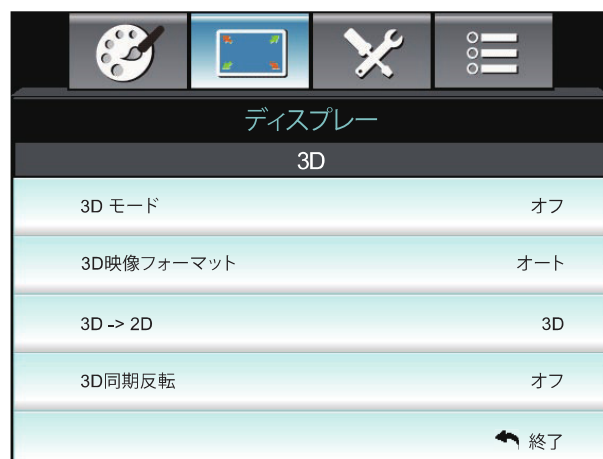 ディスプレー
3D
3D モード オフ
3D映像フォーマット オート
3D -> 2D 3D
3D同期反転 オフ
終了